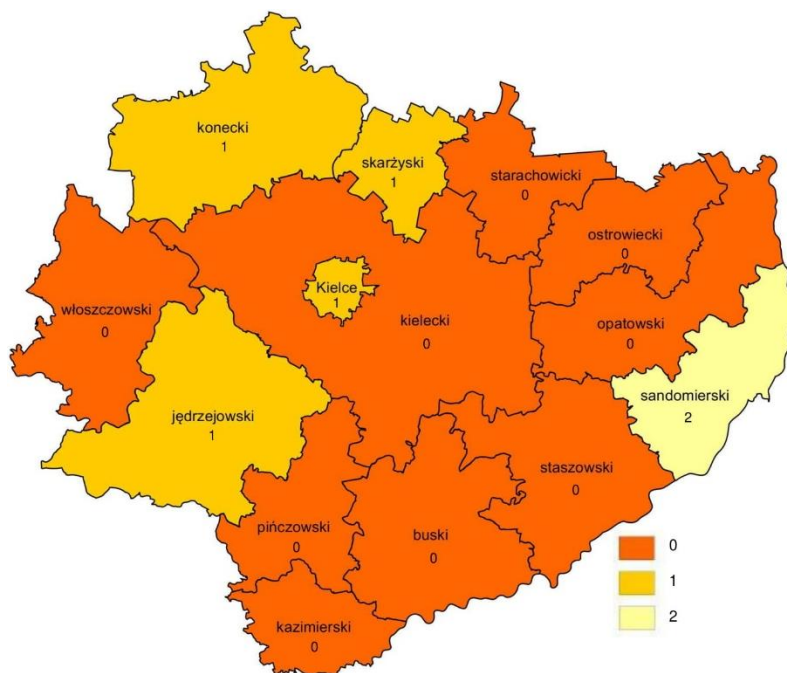 konecki
1
skarżyski
1
starachowicki
0
ostrowiecki
0
Kielce
1
włoszczowski
0
kielecki
0
opatowski
0
sandomierski
2
jędrzejowski
1
staszowski
0
pińczowski
0
buski
0
kazimierski
0
0
1
2